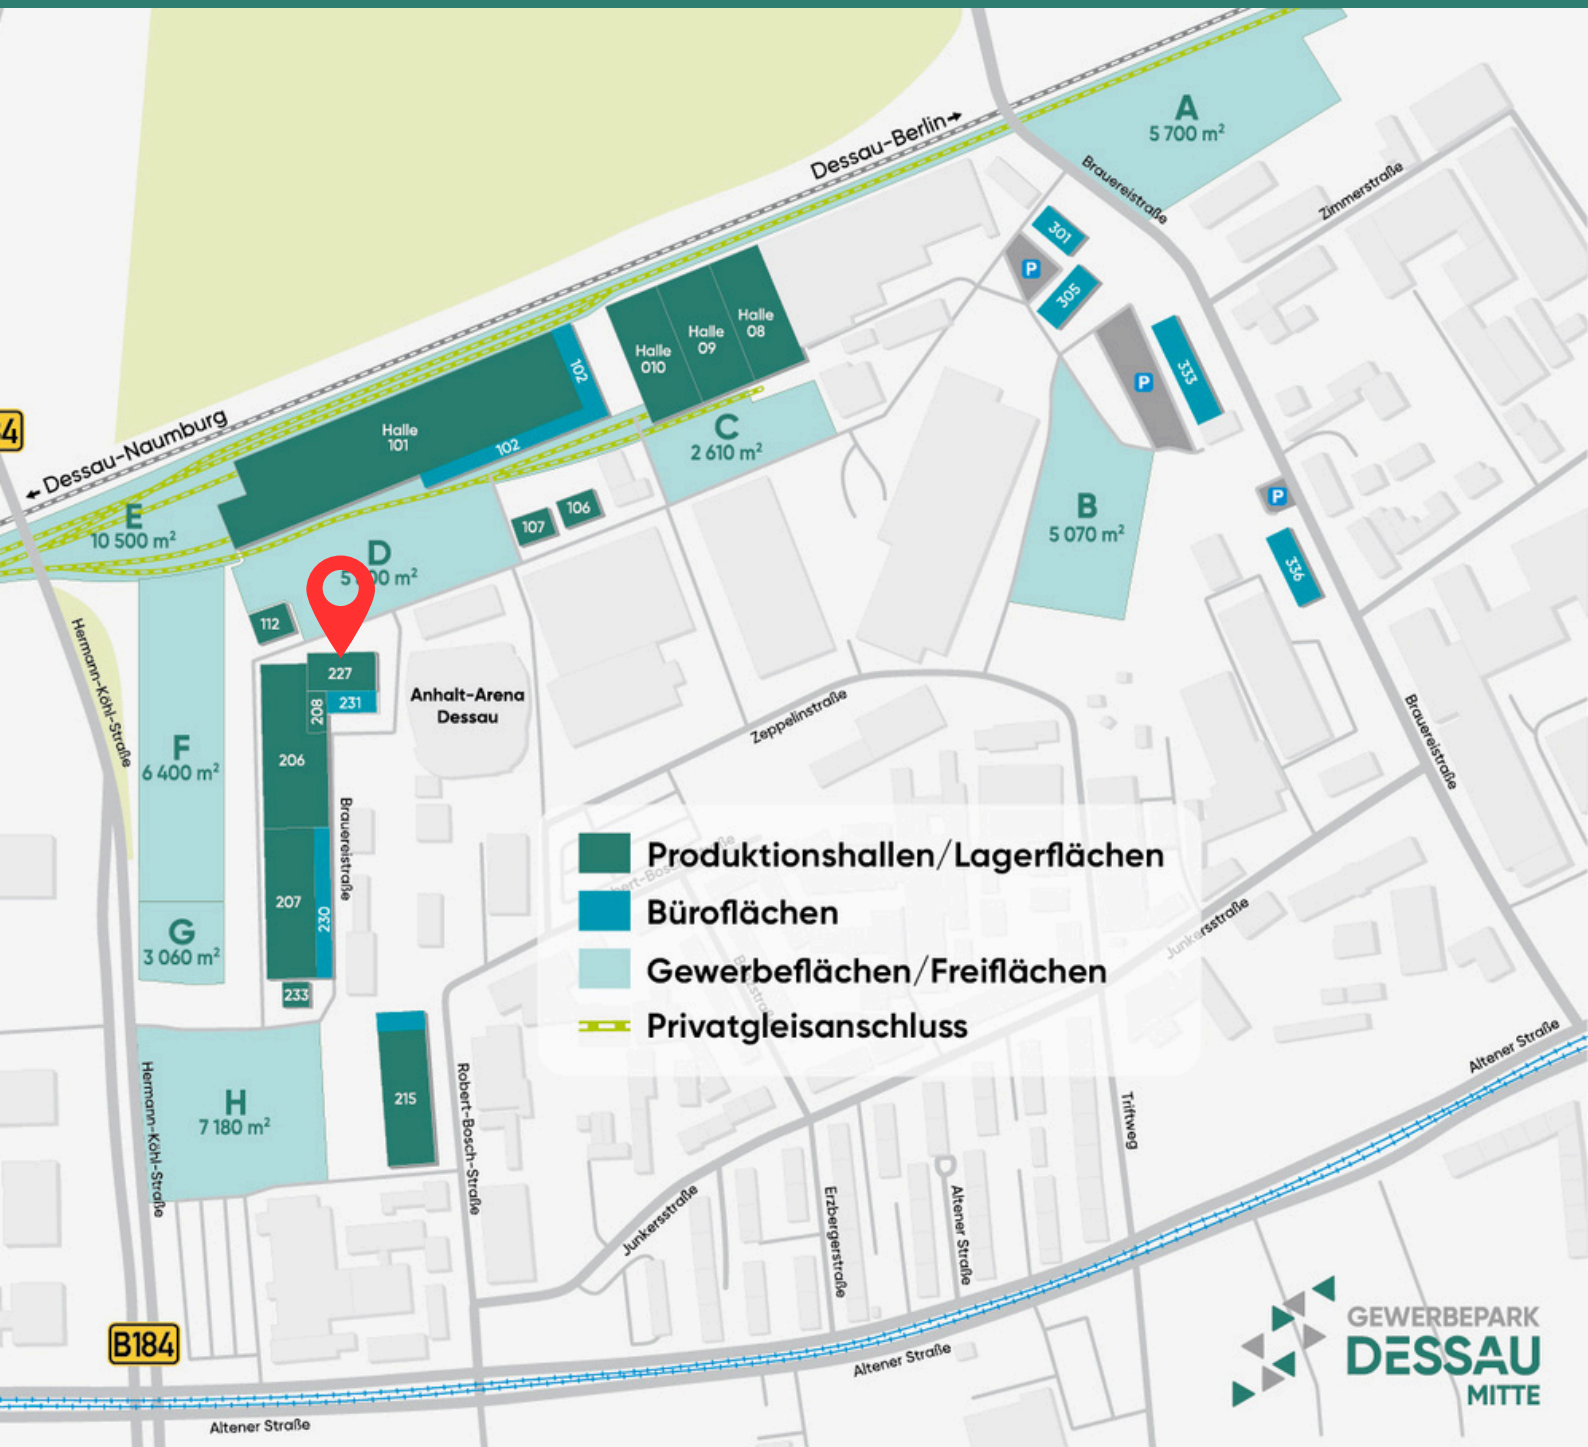 A
5 700 m²
Dessau-Berlin
Brauereistraße
Zimmerstraße
301
P
305
Halle
08
Halle
09
Halle
010
102
333
P
Halle
101
102
C
2 610 m²
4
Dessau-Naumburg
E
10 500 m²
107
106
B
5 070 m²
P
336
D
112
227
208
231
Anhalt-Arena
Dessau
Hermann-Köhl-Straße
F
6 400 m²
206
Zeppelinstraße
Brauereistraße
Brauereistraße
207
230
G
3 060 m²
233
Produktionshallen/Lagerflächen
Büroflächen
Gewerbeflächen/Freiflächen
Privatgleisanschluss
Junkersstraße
Hermann-Köhl-Straße
H
7 180 m²
215
Robert-Bosch-Straße
Triftweg
Altener Straße
Junkersstraße
Erzbergerstraße
Altener Straße
B184
Altener Straße
Altener Straße
GEWERBEPARK
DESSAU
MITTE